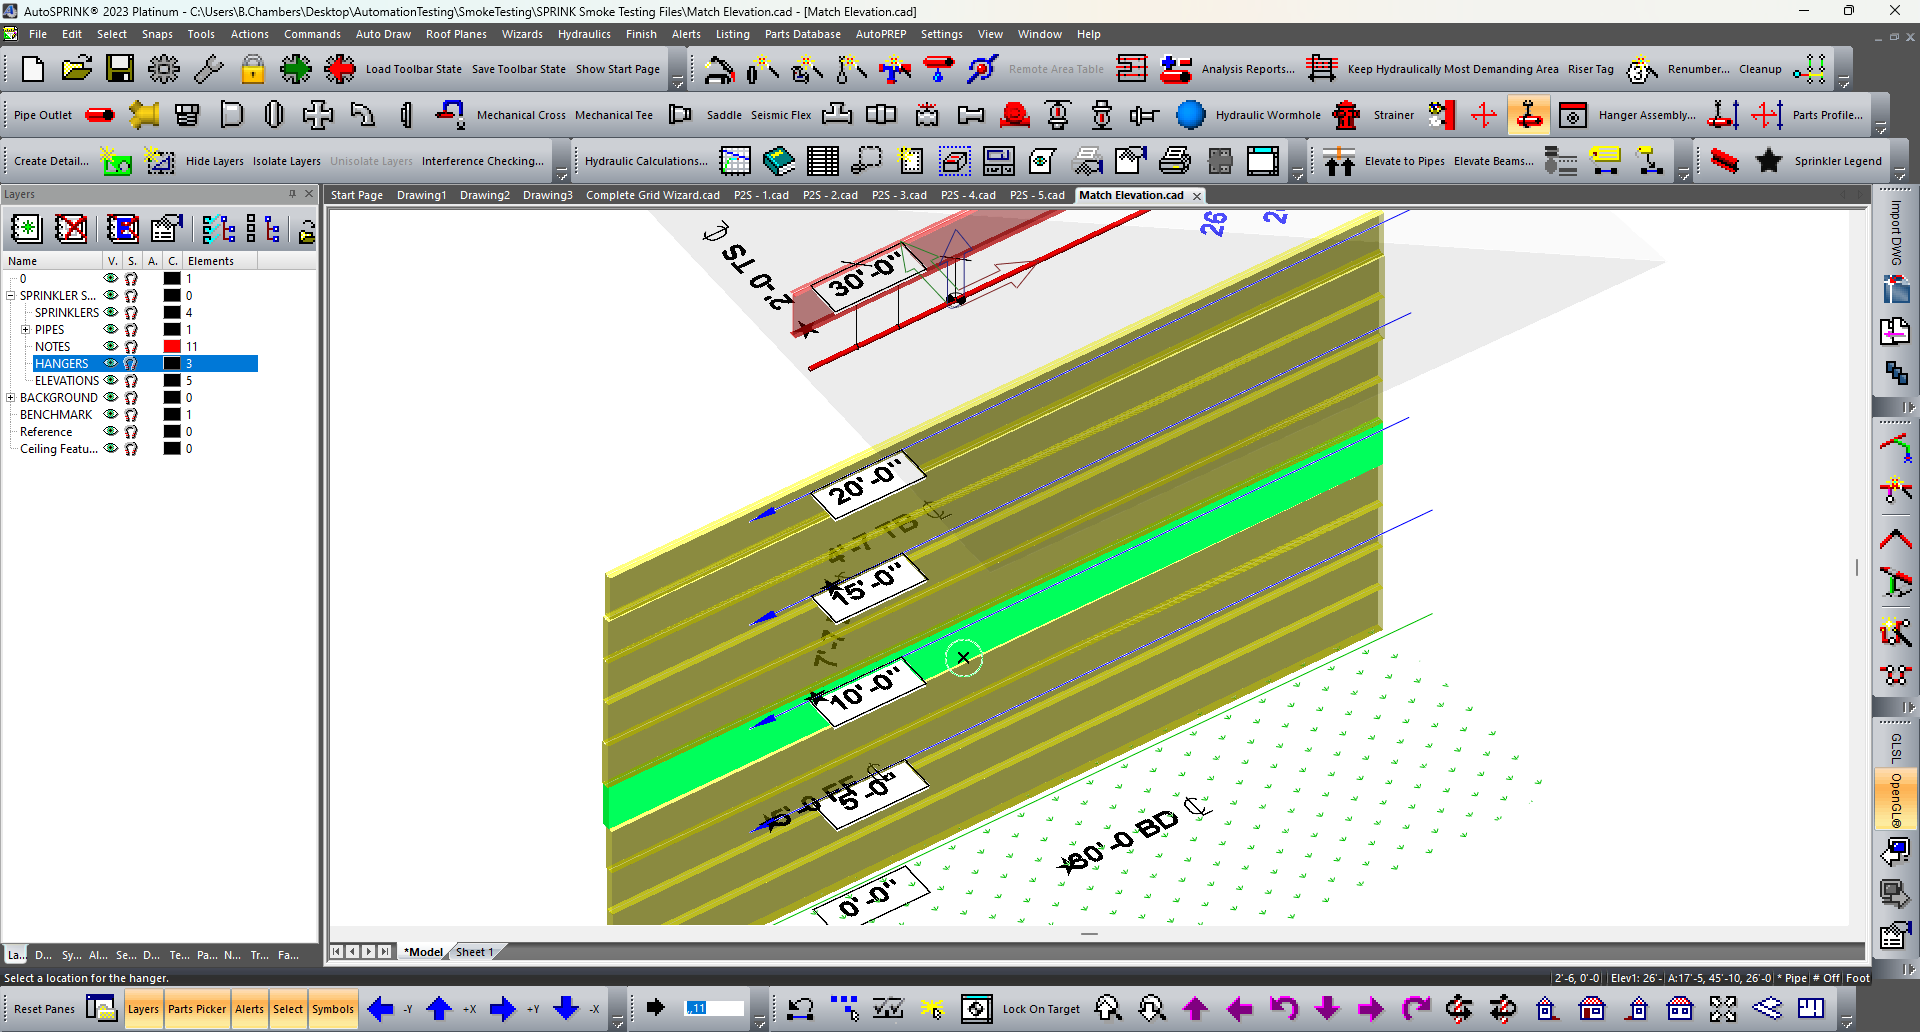 AutoSPRINK® 2023 Platinum - C:\Users\B.Chambers\Desktop\AutomationTesting\SmokeTesting\SPRINK Smoke Testing Files\Match Elevation.cad - [Match Elevation.cad]
File Edit Select Snaps Tools Actions Commands Auto Draw Roof Planes Wizards Hydraulics Finish Alerts Listing Parts Database AutoPREP Settings View Window Help
Load Toolbar State Save Toolbar State Show Start Page Remote Area Table Analysis Reports... Keep Hydraulically Most Demanding Area Riser Tag Renumber... Cleanup
Pipe Outlet Mechanical Cross Mechanical Tee Saddle Seismic Flex Hydraulic Wormhole Strainer Hanger Assembly... Parts Profile...
Create Detail... Hide Layers Isolate Layers Unisolate Layers Interference Checking... Hydraulic Calculations... Elevate to Pipes Elevate Beams... Sprinkler Legend
Layers
Start Page Drawing1 Drawing2 Drawing3 Complete Grid Wizard.cad P2S - 1.cad P2S - 2.cad P2S - 3.cad P2S - 4.cad P2S - 5.cad Match Elevation.cad
Name V. S. A. C. Elements
0 1
SPRINKLER S... 0
SPRINKLERS 4
PIPES 1
NOTES 11
HANGERS 3
ELEVATIONS 5
BACKGROUND 0
BENCHMARK 1
Reference 0
Ceiling Featu... 0
2'-0 TS
30'-0"
26
20'-0"
4'-7 TB
15'-0"
10'-0"
5'-0 FF
5'-0"
80'-0 BD
0'-0"
Import DWG
GLSL
OpenGL®
La... D... Sy... Al... Se... D... Te... Pa... N... Tr... Fa...
*Model Sheet 1
Select a location for the hanger.
2'-6, 0'-0 Elev1: 26'- A:17'-5, 45'-10, 26'-0 * Pipe # Off Foot
Reset Panes Layers Parts Picker Alerts Select Symbols -Y +X +Y -X ,,11 Lock On Target